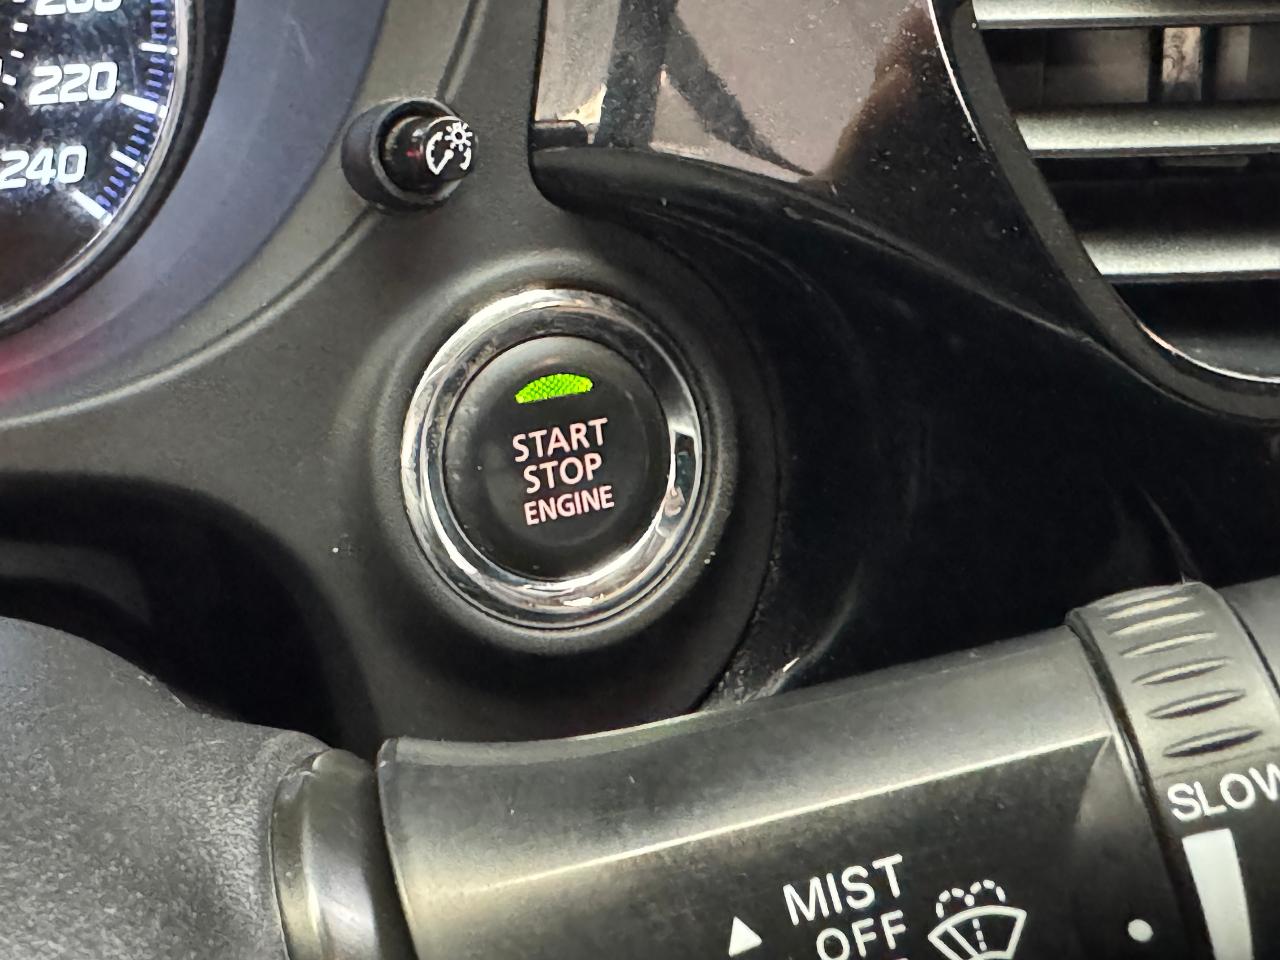 220
240
START
STOP
ENGINE
SLOW
MIST
OFF